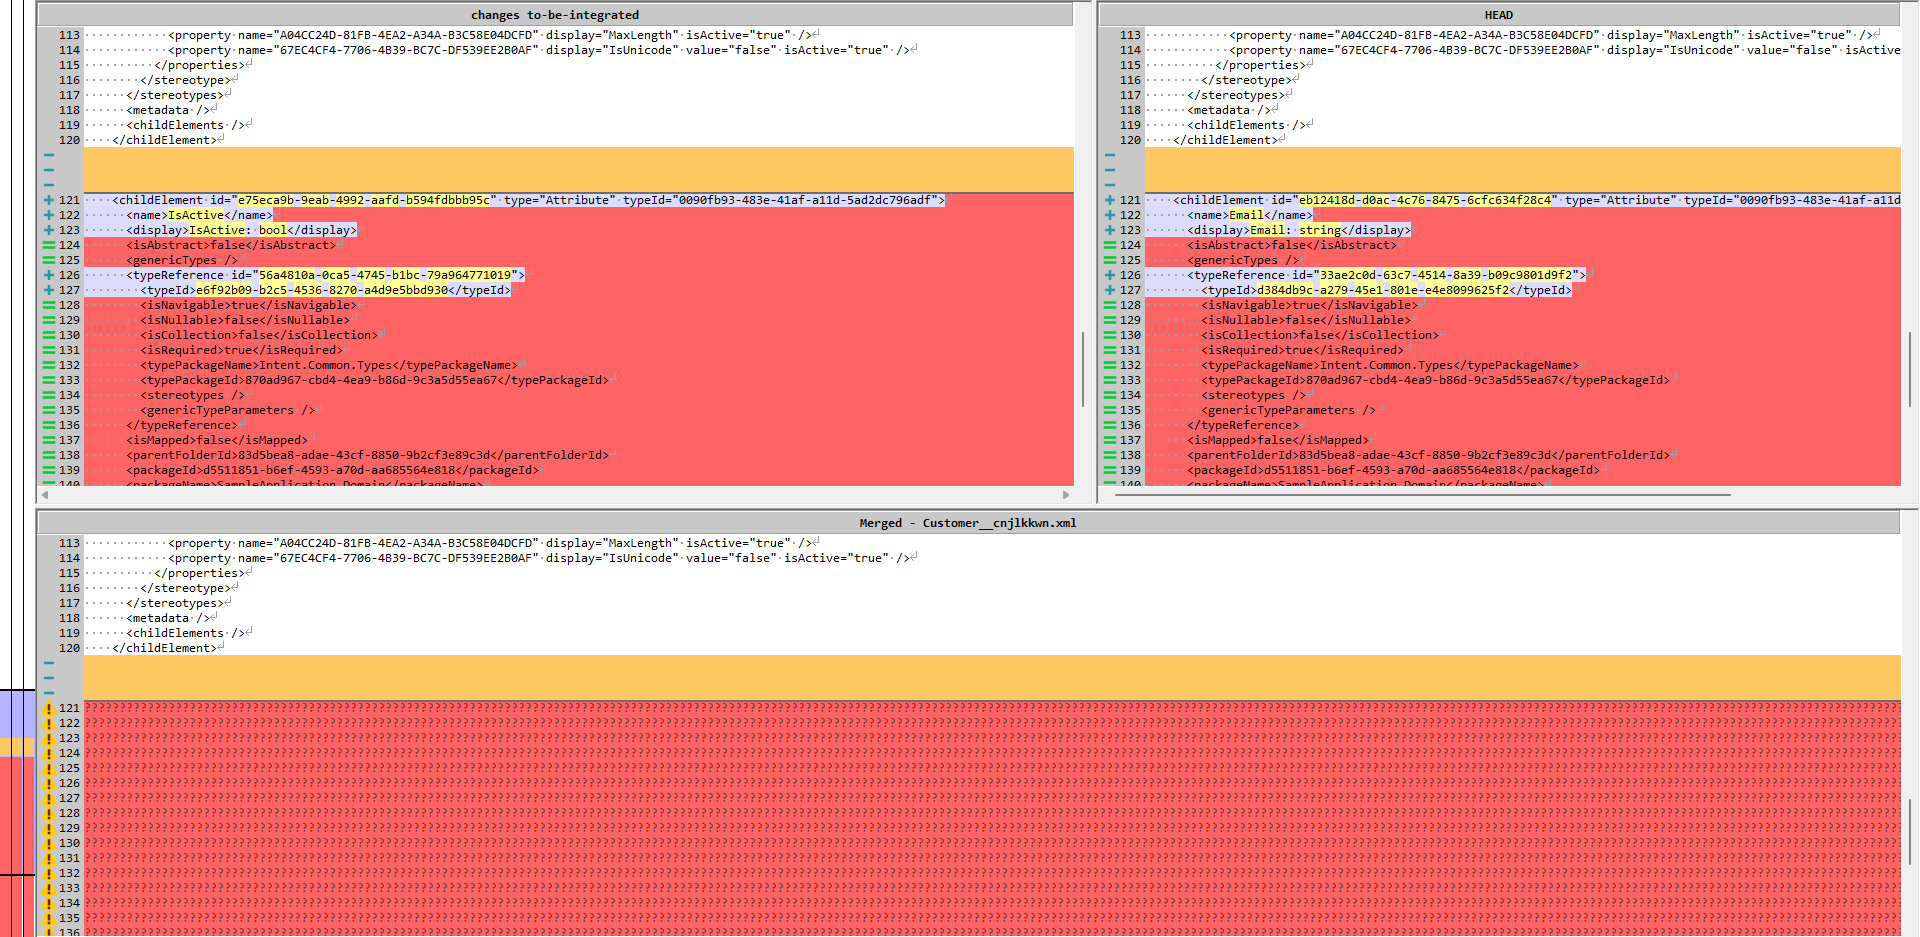 changes to-be-integrated
113 <property name="A04CC24D-81FB-4EA2-A34A-B3C58E04DCFD" display="MaxLength" isActive="true" />
114 <property name="67EC4CF4-7706-4B39-BC7C-DF539EE2B0AF" display="IsUnicode" value="false" isActive="true" />
115 </properties>
116 </stereotype>
117 </stereotypes>
118 <metadata />
119 <childElements />
120 </childElement>
121 <childElement id="e75eca9b-9eab-4992-aafd-b594fdbbb95c" type="Attribute" typeId="0090fb93-483e-41af-a11d-5ad2dc796adf">
122 <name>IsActive</name>
123 <display>IsActive: bool</display>
124 <isAbstract>false</isAbstract>
125 <genericTypes />
126 <typeReference id="56a4810a-0ca5-4745-b1bc-79a964771019">
127 <typeId>e6f92b09-b2c5-4536-8270-a4d9e5bbd930</typeId>
128 <isNavigable>true</isNavigable>
129 <isNullable>false</isNullable>
130 <isCollection>false</isCollection>
131 <isRequired>true</isRequired>
132 <typePackageName>Intent.Common.Types</typePackageName>
133 <typePackageId>870ad967-cbd4-4ea9-b86d-9c3a5d55ea67</typePackageId>
134 <stereotypes />
135 <genericTypeParameters />
136 </typeReference>
137 <isMapped>false</isMapped>
138 <parentFolderId>83d5bea8-adae-43cf-8850-9b2cf3e89c3d</parentFolderId>
139 <packageId>d5511851-b6ef-4593-a70d-aa685564e818</packageId>
140 <packageName>SampleApplication.Domain</packageName>
HEAD
113 <property name="A04CC24D-81FB-4EA2-A34A-B3C58E04DCFD" display="MaxLength" isActive="true" />
114 <property name="67EC4CF4-7706-4B39-BC7C-DF539EE2B0AF" display="IsUnicode" value="false" isActive
115 </properties>
116 </stereotype>
117 </stereotypes>
118 <metadata />
119 <childElements />
120 </childElement>
121 <childElement id="eb12418d-d0ac-4c76-8475-6cfc634f28c4" type="Attribute" typeId="0090fb93-483e-41af-a11d
122 <name>Email</name>
123 <display>Email: string</display>
124 <isAbstract>false</isAbstract>
125 <genericTypes />
126 <typeReference id="33ae2c0d-63c7-4514-8a39-b09c9801d9f2">
127 <typeId>d384db9c-a279-45e1-801e-e4e8099625f2</typeId>
128 <isNavigable>true</isNavigable>
129 <isNullable>false</isNullable>
130 <isCollection>false</isCollection>
131 <isRequired>true</isRequired>
132 <typePackageName>Intent.Common.Types</typePackageName>
133 <typePackageId>870ad967-cbd4-4ea9-b86d-9c3a5d55ea67</typePackageId>
134 <stereotypes />
135 <genericTypeParameters />
136 </typeReference>
137 <isMapped>false</isMapped>
138 <parentFolderId>83d5bea8-adae-43cf-8850-9b2cf3e89c3d</parentFolderId>
139 <packageId>d5511851-b6ef-4593-a70d-aa685564e818</packageId>
140 <packageName>SampleApplication.Domain</packageName>
Merged - Customer__cnjlkkwn.xml
113 <property name="A04CC24D-81FB-4EA2-A34A-B3C58E04DCFD" display="MaxLength" isActive="true" />
114 <property name="67EC4CF4-7706-4B39-BC7C-DF539EE2B0AF" display="IsUnicode" value="false" isActive="true" />
115 </properties>
116 </stereotype>
117 </stereotypes>
118 <metadata />
119 <childElements />
120 </childElement>
121
122
123
124
125
126
127
128
129
130
131
132
133
134
135
136